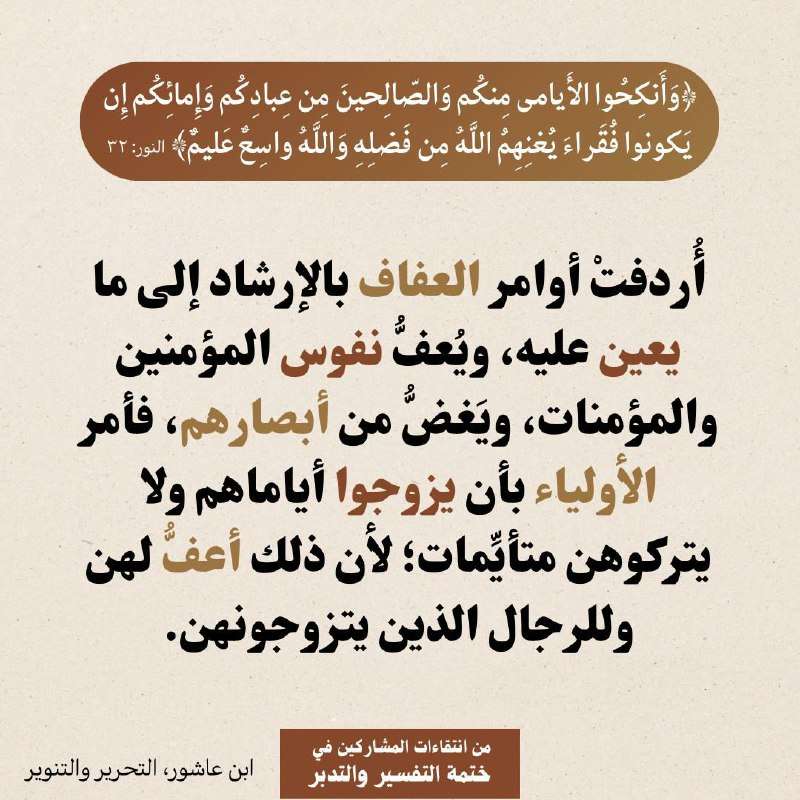 ﴿وَأَنكِحُوا الأَيامى مِنكُم وَالصّالِحينَ مِن عِبادِكُم وَإِمائِكُم إِن
يَكونوا فُقَراءَ يُغنِهِمُ اللَّهُ مِن فَضلِهِ وَاللَّهُ واسِعٌ عَليمٌ﴾ النور: ٣٢
أُردفتْ أوامر العفاف بالإرشاد إلى ما
يعين عليه، ويُعفُّ نفوس المؤمنين
والمؤمنات، ويَغضُّ من أبصارهم، فأمر
الأولياء بأن يزوجوا أياماهم ولا
يتركوهن متأيِّمات؛ لأن ذلك أعفُّ لهن
وللرجال الذين يتزوجونهن.
من انتقاءات المشاركين في
ختمة التفسير والتدبر
ابن عاشور، التحرير والتنوير